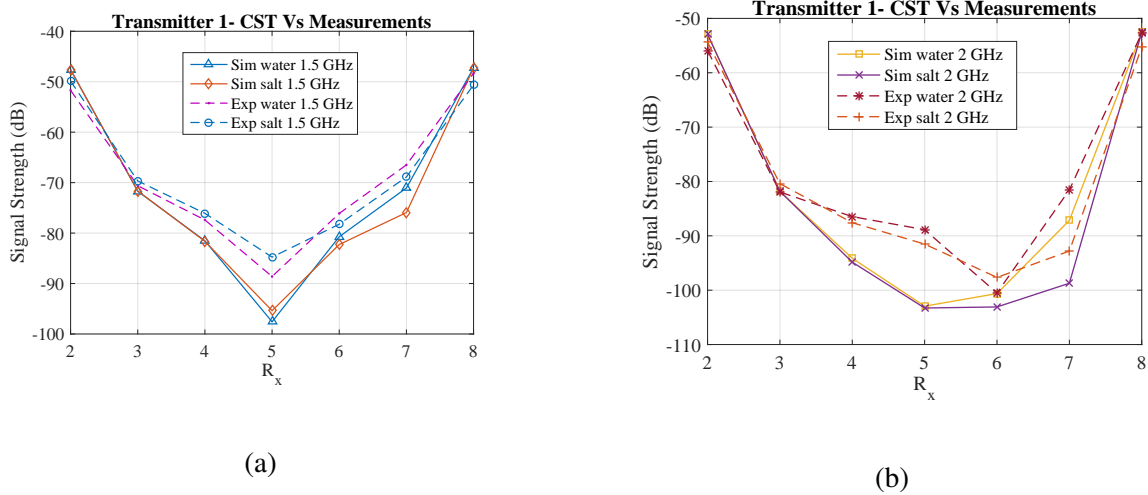 Transmitter 1- CST Vs Measurements
-40
-50
-60
-70
-80
-90
-100
Signal Strength (dB)
Sim water 1.5 GHz
Sim salt 1.5 GHz
Exp water 1.5 GHz
Exp salt 1.5 GHz
2 3 4 5 6 7 8
R_x
(a)
Transmitter 1- CST Vs Measurements
-50
-60
-70
-80
-90
-100
-110
Signal Strength (dB)
Sim water 2 GHz
Sim salt 2 GHz
Exp water 2 GHz
Exp salt 2 GHz
2 3 4 5 6 7 8
R_x
(b)